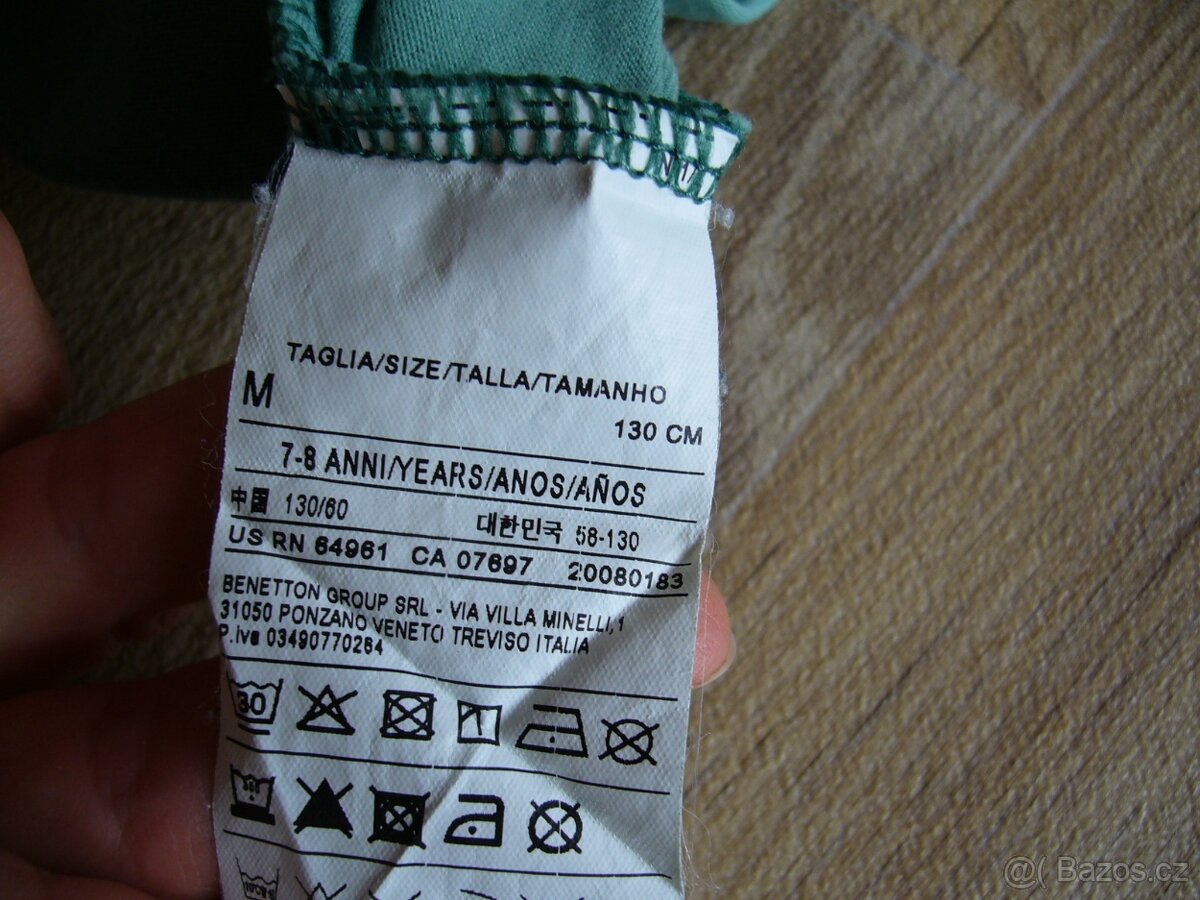 TAGLIA/SIZE/TALLA/TAMANHO
M
130 CM
7-8 ANNI/YEARS/ANOS/AÑOS
中國 130/60 대한민국 58-130
US RN 64961 CA 07697 20080183
BENETTON GROUP SRL - VIA VILLA MINELLI,1
31050 PONZANO VENETO TREVISO ITALIA
P.iva 03490770264
30
@( Bazos.cz